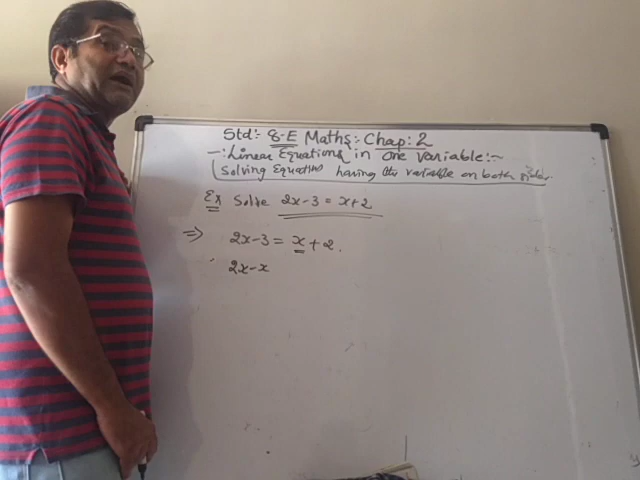 Std:- 8-E Maths:- Chap: 2
-: Linear Equations in one variable:-
Solving Equations having the variable on both sides.
Ex Solve 2x-3 = x+2
⇒ 2x-3 = x+2.
2x-x